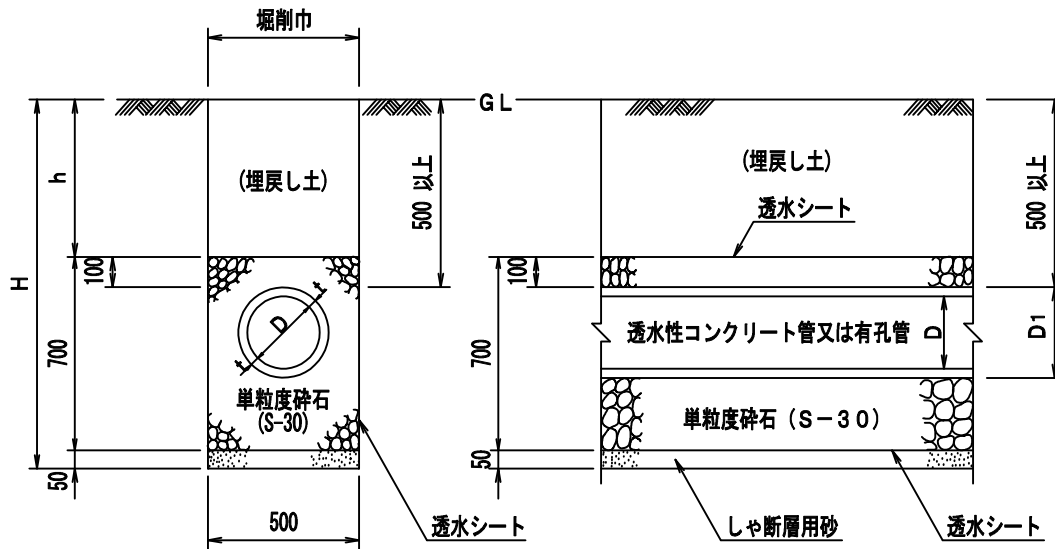 堀削巾
GL
h
H
(埋戻し土)
500 以上
100
t
D
t
700
単粒度砕石
(S-30)
50
500
透水シート
(埋戻し土)
500 以上
透水シート
100
透水性コンクリート管又は有孔管
D
D1
700
単粒度砕石(S-30)
50
しゃ断層用砂
透水シート